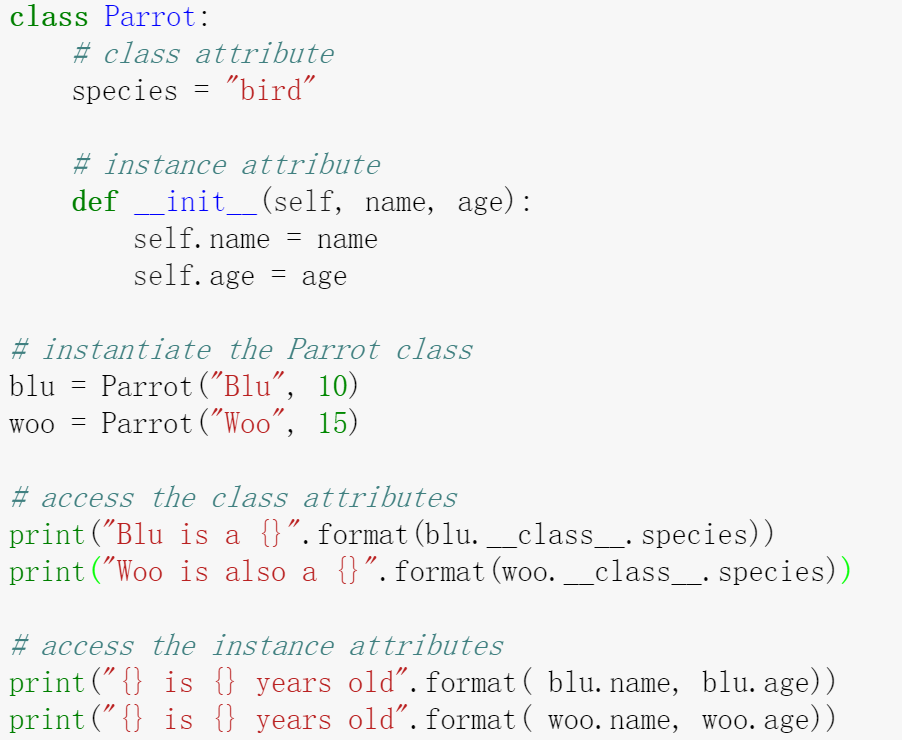 class Parrot:
    # class attribute
    species = "bird"

    # instance attribute
    def __init__(self, name, age):
        self.name = name
        self.age = age

# instantiate the Parrot class
blu = Parrot("Blu", 10)
woo = Parrot("Woo", 15)

# access the class attributes
print("Blu is a {}".format(blu.__class__.species))
print("Woo is also a {}".format(woo.__class__.species))

# access the instance attributes
print("{} is {} years old".format( blu.name, blu.age))
print("{} is {} years old".format( woo.name, woo.age))